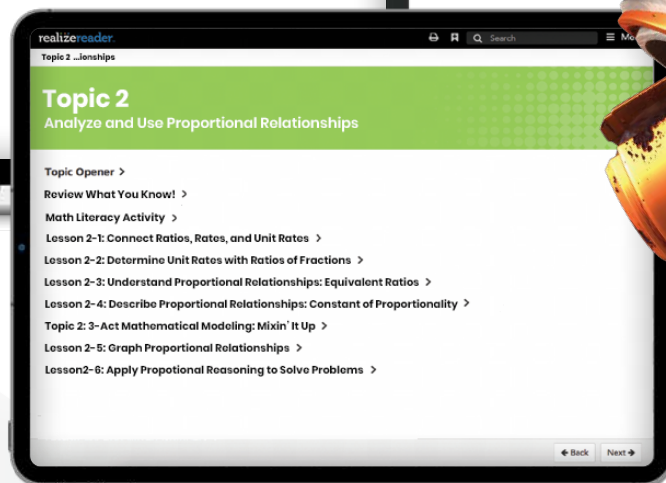 realizereader.
Search
Topic 2 ...ionships
Topic 2
Analyze and Use Proportional Relationships
Topic Opener >
Review What You Know! >
Math Literacy Activity >
Lesson 2-1: Connect Ratios, Rates, and Unit Rates >
Lesson 2-2: Determine Unit Rates with Ratios of Fractions >
Lesson 2-3: Understand Proportional Relationships: Equivalent Ratios >
Lesson 2-4: Describe Proportional Relationships: Constant of Proportionality >
Topic 2: 3-Act Mathematical Modeling: Mixin' It Up >
Lesson 2-5: Graph Proportional Relationships >
Lesson2-6: Apply Propotional Reasoning to Solve Problems >
← Back Next →